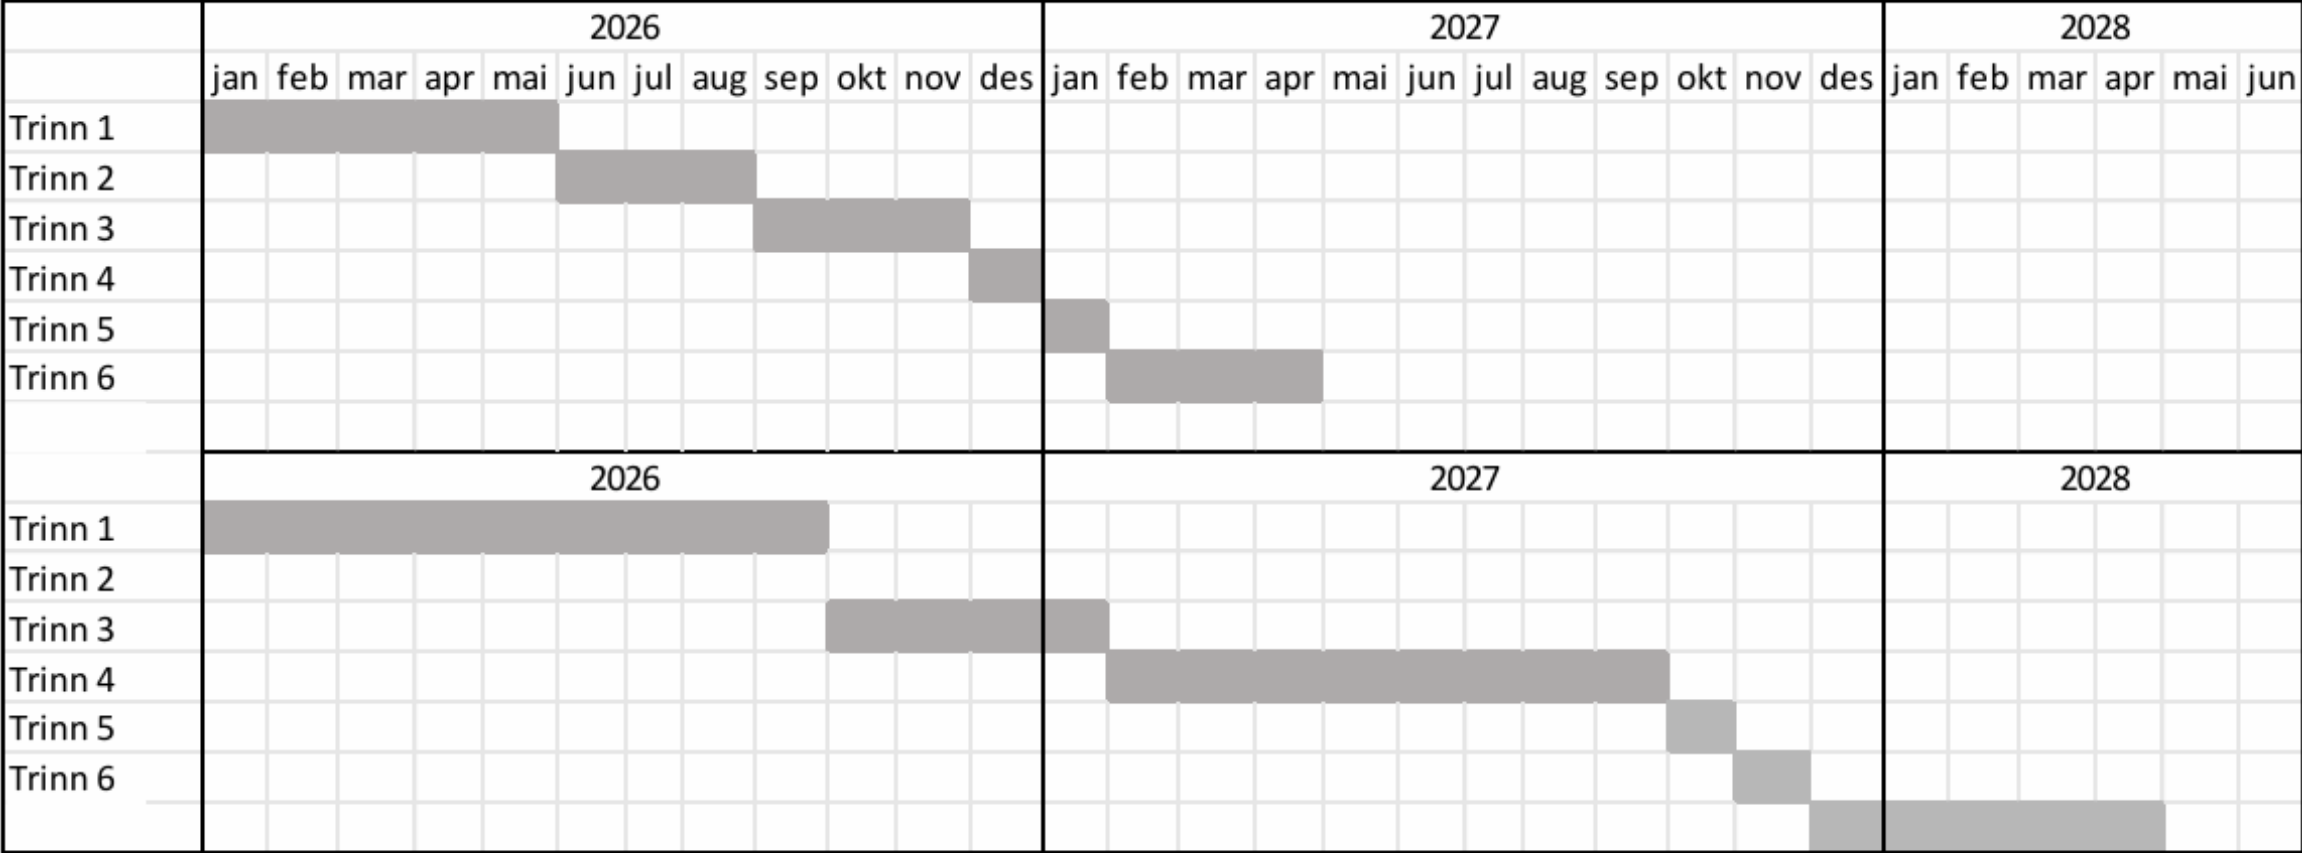 2026 2027 2028
jan feb mar apr mai jun jul aug sep okt nov des jan feb mar apr mai jun jul aug sep okt nov des jan feb mar apr mai jun
Trinn 1
Trinn 2
Trinn 3
Trinn 4
Trinn 5
Trinn 6
2026 2027 2028
Trinn 1
Trinn 2
Trinn 3
Trinn 4
Trinn 5
Trinn 6